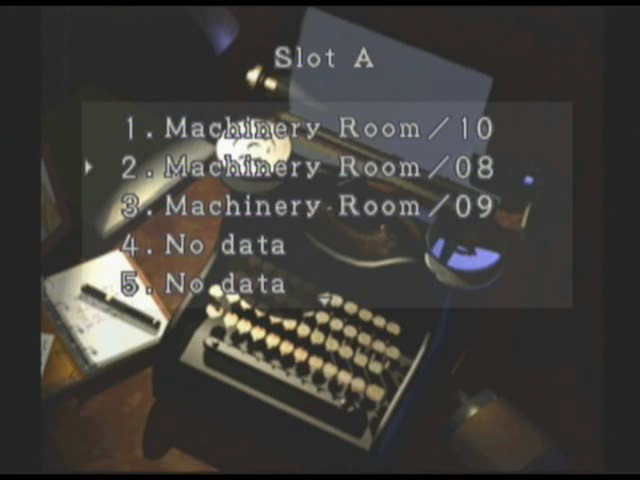 Slot A
1. Machinery Room/10
2. Machinery Room/08
3. Machinery Room/09
4. No data
5. No data